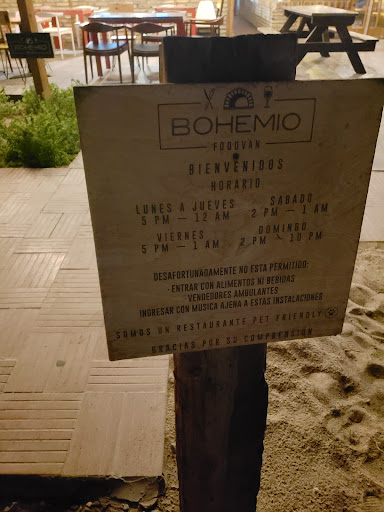 BOHEMIO
FOODVAN
BIENVENIDOS
HORARIO
LUNES A JUEVES
5 PM — 12 AM
SABADO
2 PM — 1 AM
VIERNES
5 PM — 1 AM
DOMINGO
2 PM — 10 PM
DESAFORTUNADAMENTE NO ESTA PERMITIDO:
- ENTRAR CON ALIMENTOS NI BEBIDAS
- VENDEDORES AMBULANTES
INGRESAR CON MUSICA AJENA A ESTAS INSTALACIONES
SOMOS UN RESTAURANTE PET FRIENDLY
GRACIAS POR SU COMPRENSION